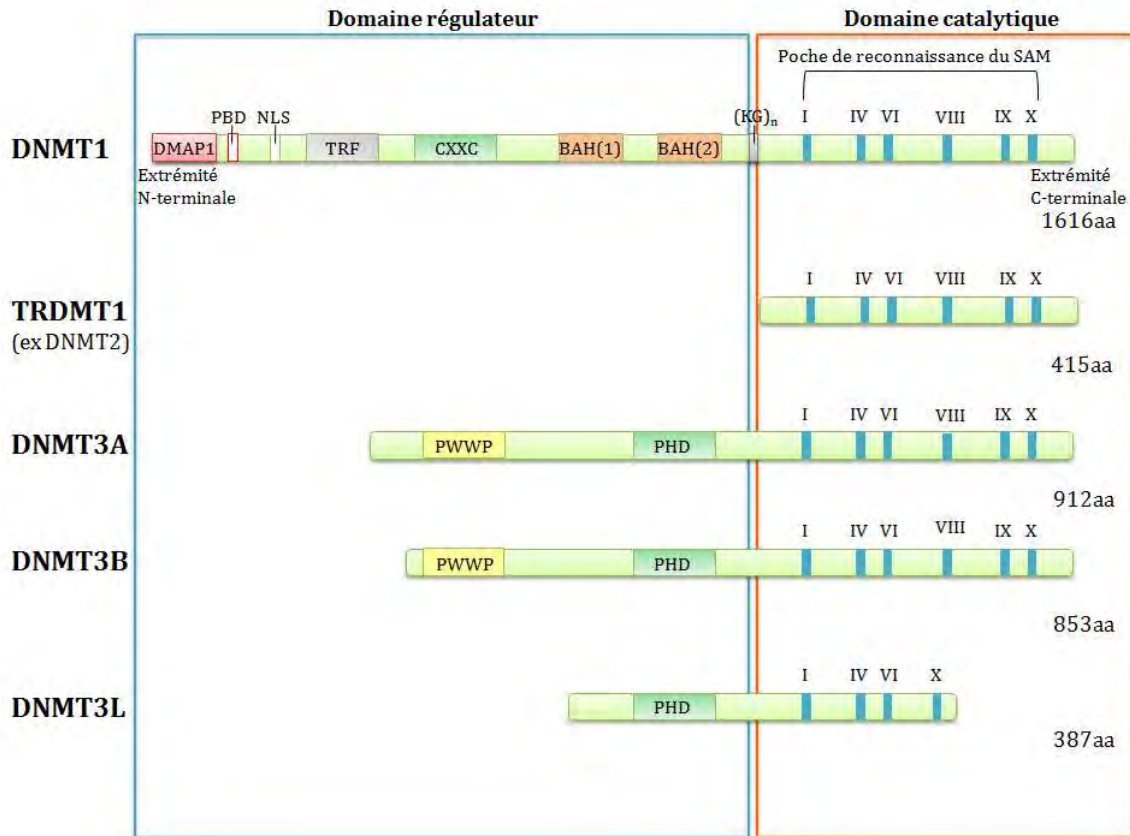 Domaine régulateur
Domaine catalytique
Poche de reconnaissance du SAM
PBD NLS (KG)n I IV VI VIII IX X
DNMT1 DMAP1 TRF CXXC BAH(1) BAH(2)
Extrémité
N-terminale
Extrémité
C-terminale
1616aa
I IV VI VIII IX X
TRDMT1
(ex DNMT2)
415aa
I IV VI VIII IX X
DNMT3A PWWP PHD
912aa
I IV VI VIII IX X
DNMT3B PWWP PHD
853aa
I IV VI X
DNMT3L PHD
387aa